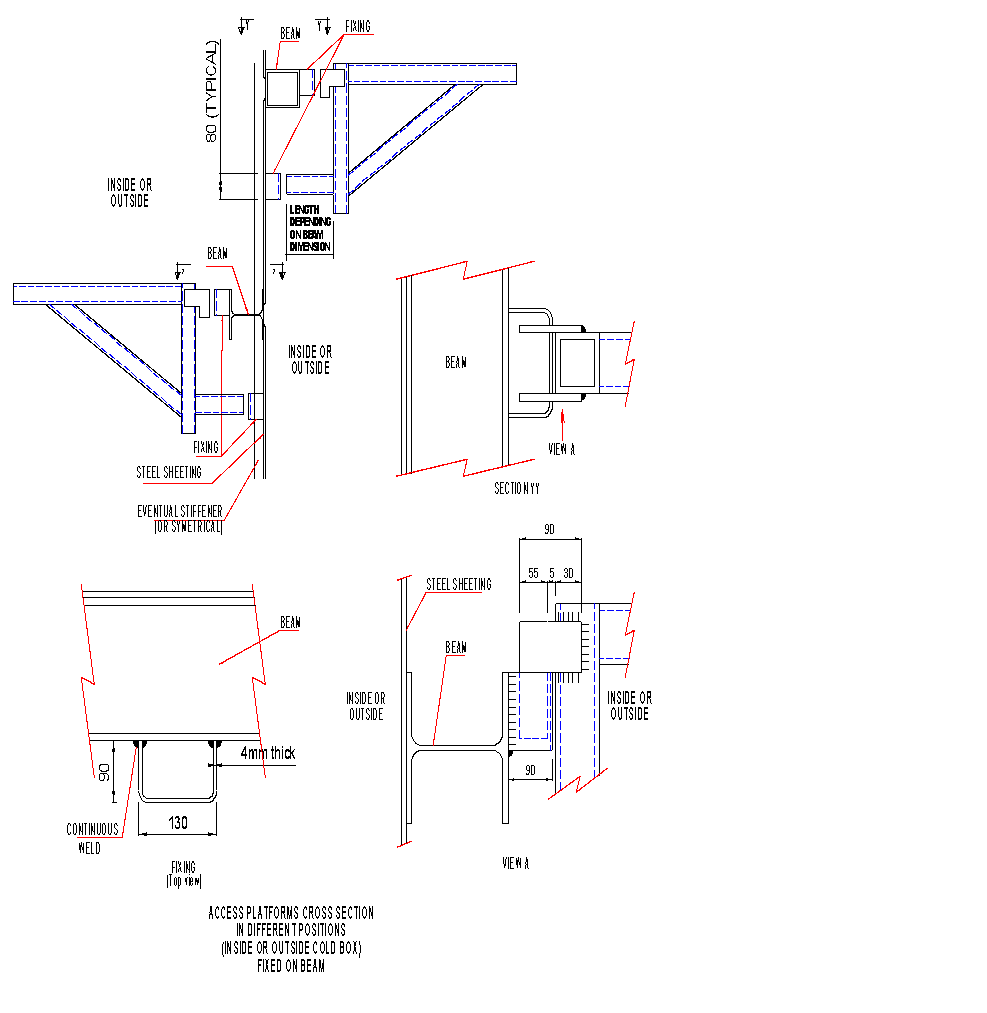 Y
Y
BEAM
FIXING
80 (TYPICAL)
INSIDE OR
OUTSIDE
LENGTH
DEPENDING
ON BEAM
DIVENSION
BEAM
INSIDE OR
OUTSIDE
FIXING
STEEL SHEETING
EVENTUAL STIFFENER
(OR SYMETRICAL)
BEAM
VIEW A
SECTION YY
90
55 5 30
STEEL SHEETING
BEAM
INSIDE OR
OUTSIDE
INSIDE OR
OUTSIDE
90
VIEW A
BEAM
4mm thick
90
130
CONTINUOUS
WELD
FIXING
(Top view)
ACCESS PLATFORMS CROSS SECTION
IN DIFFERENT POSITIONS
(INSIDE OR OUTSIDE COLD BOX)
FIXED ON BEAM